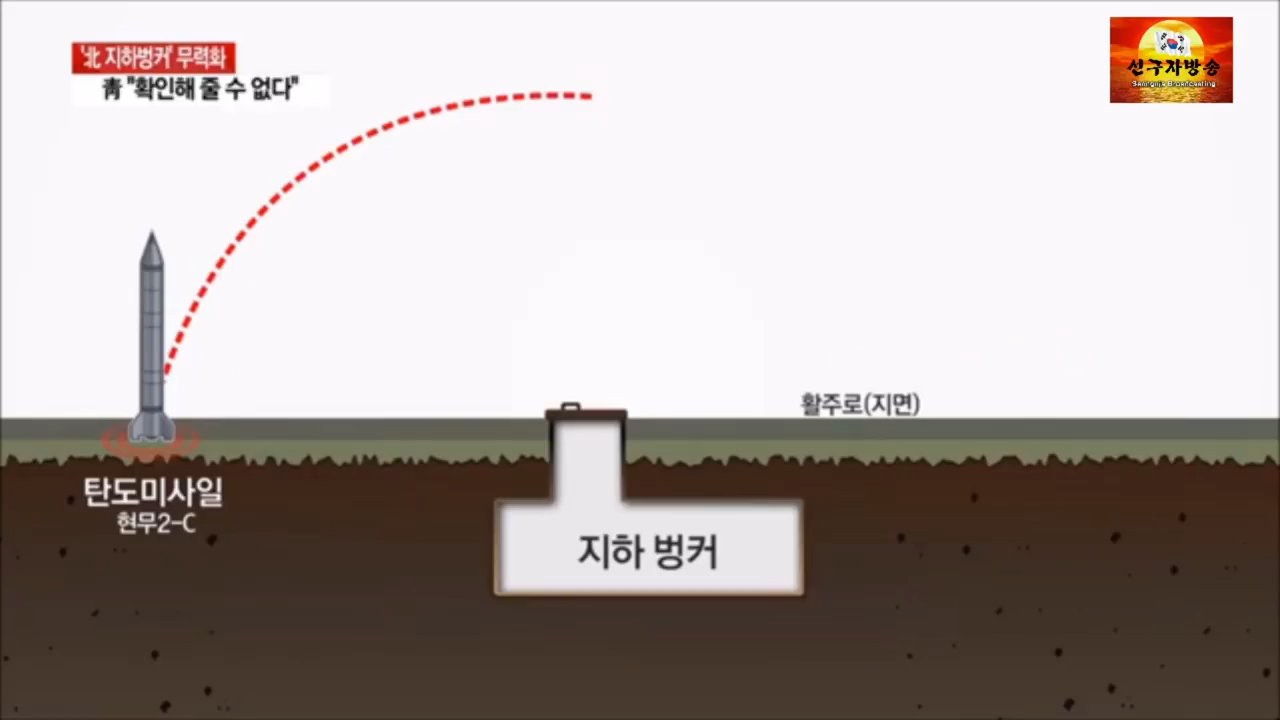 '北 지하벙커' 무력화
靑 "확인해 줄 수 없다"
선구자방송
활주로(지면)
탄도미사일
현무2-C
지하 벙커